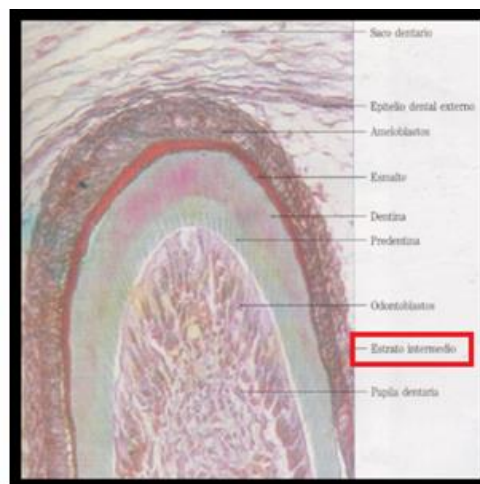 Saco dentario
Epitelio dental externo
Ameloblastos
Esmalte
Dentina
Predentina
Odontoblastos
Estrato intermedio
Papila dentaria